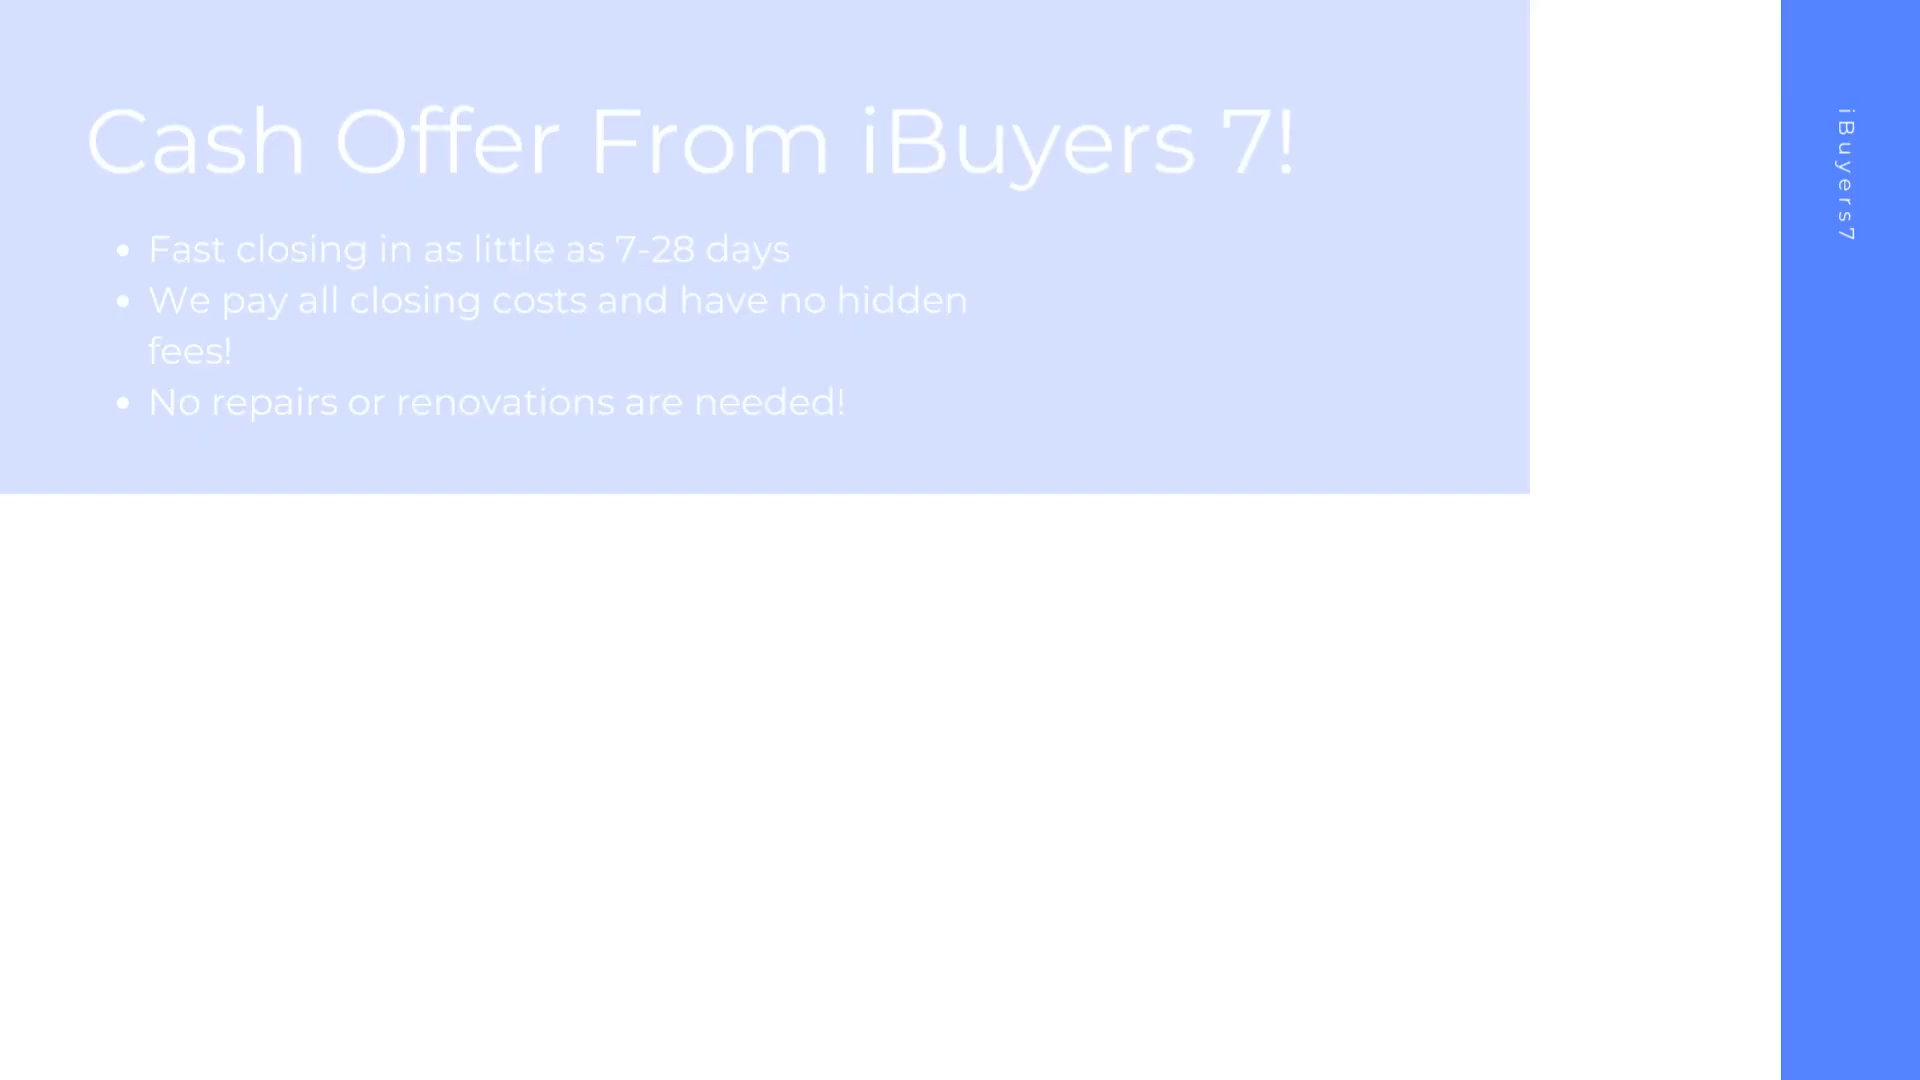 Cash Offer From iBuyers 7!
• Fast closing in as little as 7-28 days
• We pay all closing costs and have no hidden
fees!
• No repairs or renovations are needed!
iBuyers7